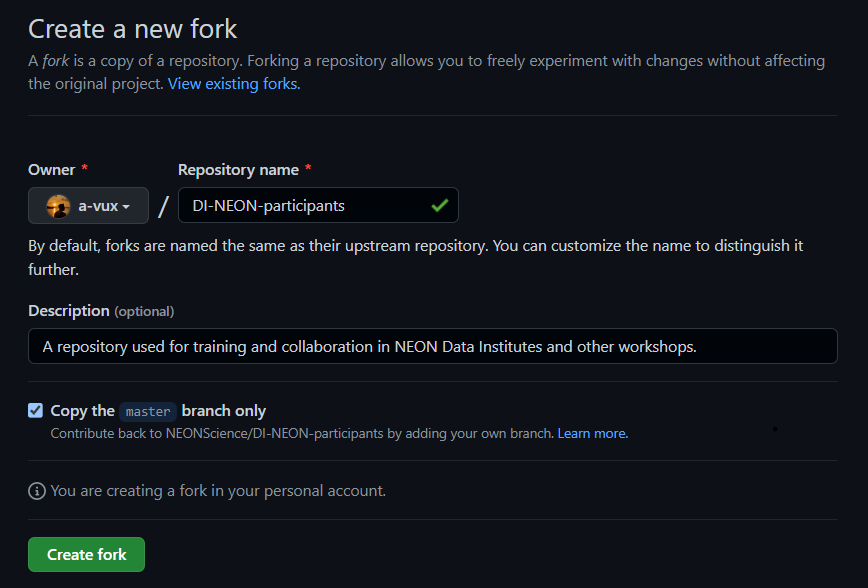 Create a new fork
A fork is a copy of a repository. Forking a repository allows you to freely experiment with changes without affecting
the original project. View existing forks.
Owner * Repository name *
a-vux / DI-NEON-participants
By default, forks are named the same as their upstream repository. You can customize the name to distinguish it
further.
Description (optional)
A repository used for training and collaboration in NEON Data Institutes and other workshops.
Copy the master branch only
Contribute back to NEONScience/DI-NEON-participants by adding your own branch. Learn more.
You are creating a fork in your personal account.
Create fork